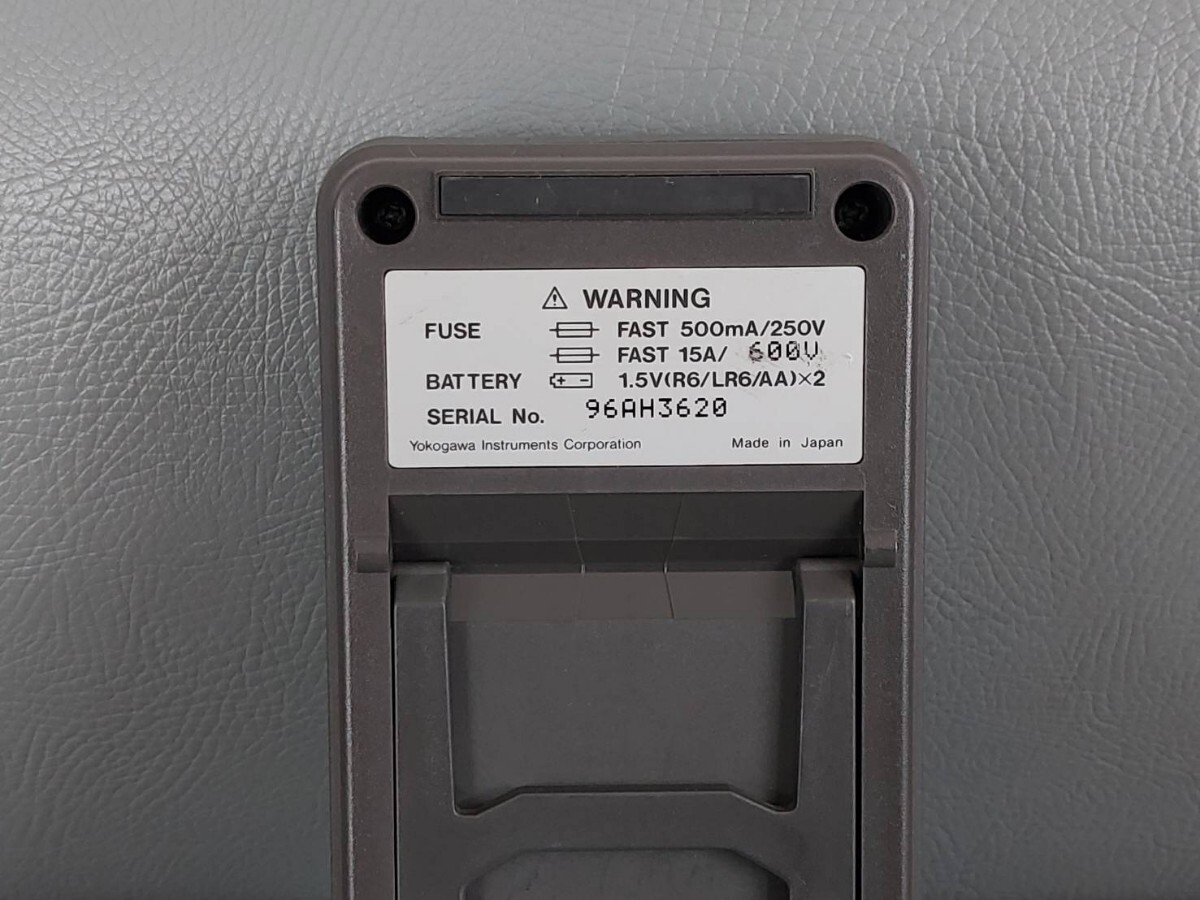 ⚠ WARNING
FUSE FAST 500mA/250V
FAST 15A/ 600V
BATTERY 1.5V(R6/LR6/AA)×2
SERIAL No. 96AH3620
Yokogawa Instruments Corporation Made in Japan